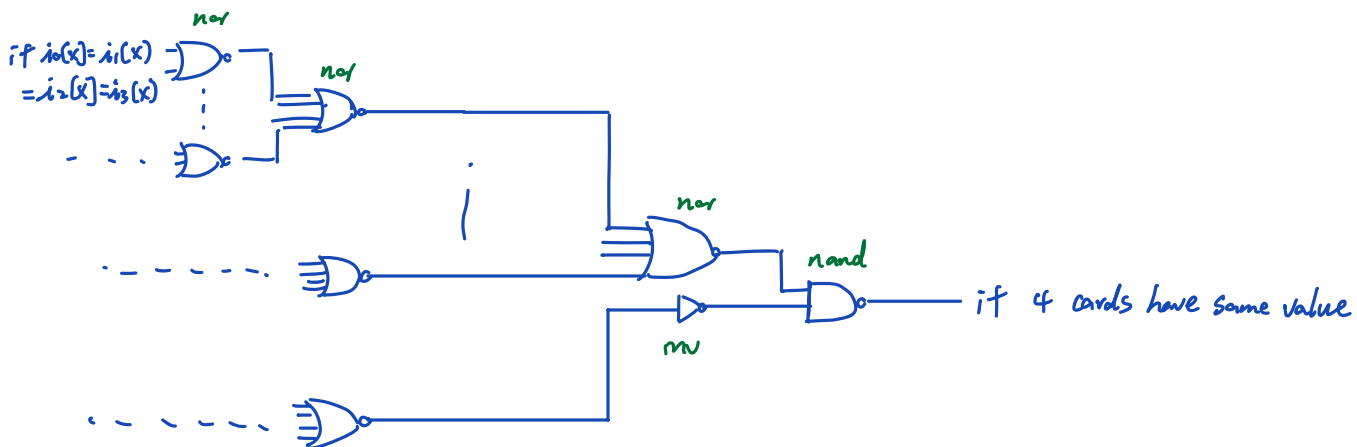 nor
if i0(x)=i1(x)
=i2(x)=i3(x)
nor
nor
nand
if 4 cards have same value
inv